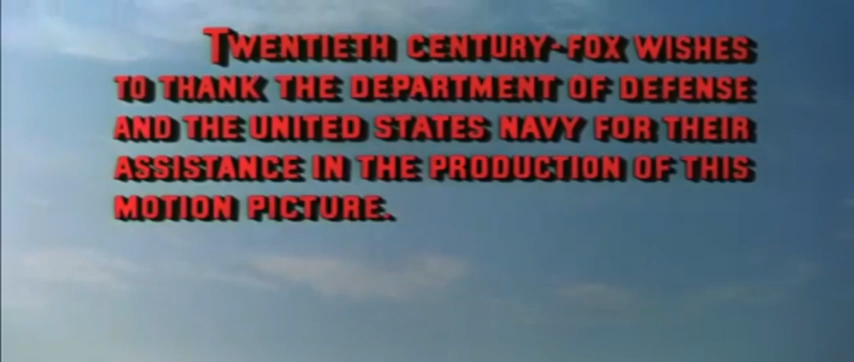 TWENTIETH CENTURY-FOX WISHES
TO THANK THE DEPARTMENT OF DEFENSE
AND THE UNITED STATES NAVY FOR THEIR
ASSISTANCE IN THE PRODUCTION OF THIS
MOTION PICTURE.